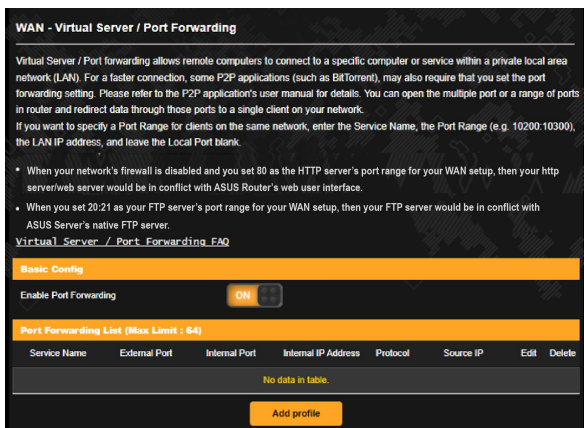 WAN - Virtual Server / Port Forwarding
Virtual Server / Port forwarding allows remote computers to connect to a specific computer or service within a private local area
network (LAN). For a faster connection, some P2P applications (such as BitTorrent), may also require that you set the port
forwarding setting. Please refer to the P2P application's user manual for details. You can open the multiple port or a range of ports
in router and redirect data through those ports to a single client on your network.
If you want to specify a Port Range for clients on the same network, enter the Service Name, the Port Range (e.g. 10200:10300),
the LAN IP address, and leave the Local Port blank.
• When your network's firewall is disabled and you set 80 as the HTTP server's port range for your WAN setup, then your http
server/web server would be in conflict with ASUS Router's web user interface.
• When you set 20:21 as your FTP server's port range for your WAN setup, then your FTP server would be in conflict with
ASUS Server's native FTP server.
Virtual Server / Port Forwarding FAQ
Basic Config
Enable Port Forwarding ON
Port Forwarding List (Max Limit : 64)
Service Name External Port Internal Port Internal IP Address Protocol Source IP Edit Delete
No data in table.
Add profile